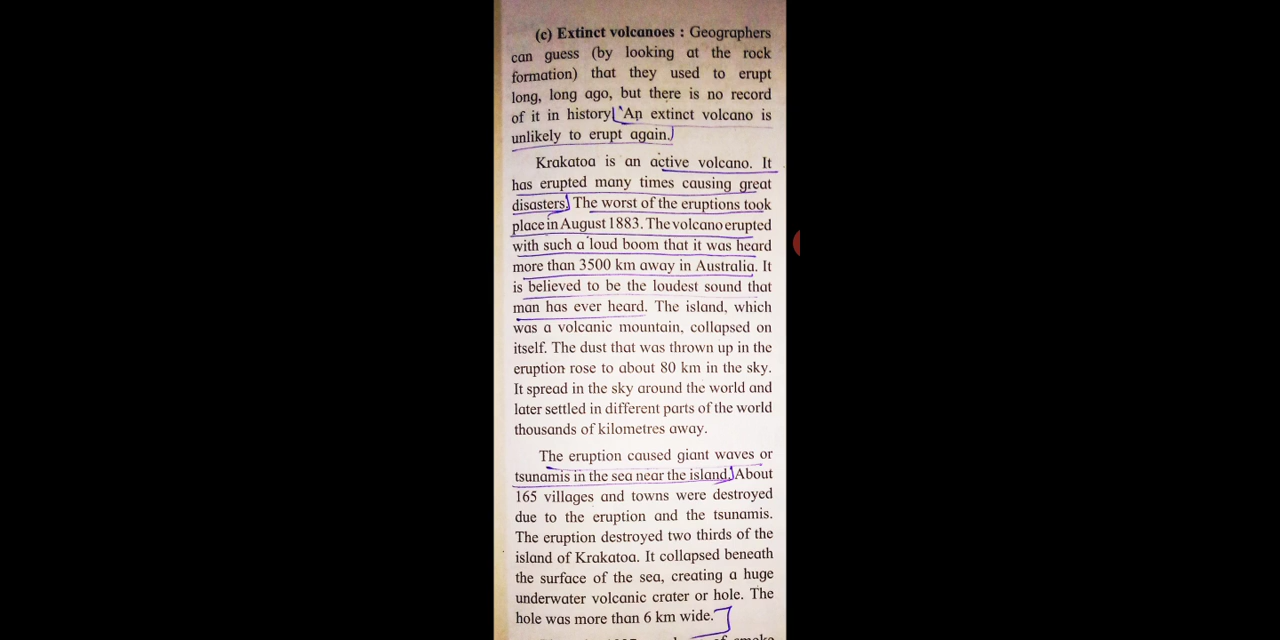 (c) Extinct volcanoes : Geographers
can guess (by looking at the rock
formation) that they used to erupt
long, long ago, but there is no record
of it in history. An extinct volcano is
unlikely to erupt again.
Krakatoa is an active volcano. It
has erupted many times causing great
disasters. The worst of the eruptions took
place in August 1883. The volcano erupted
with such a loud boom that it was heard
more than 3500 km away in Australia. It
is believed to be the loudest sound that
man has ever heard. The island, which
was a volcanic mountain, collapsed on
itself. The dust that was thrown up in the
eruption rose to about 80 km in the sky.
It spread in the sky around the world and
later settled in different parts of the world
thousands of kilometres away.
The eruption caused giant waves or
tsunamis in the sea near the island. About
165 villages and towns were destroyed
due to the eruption and the tsunamis.
The eruption destroyed two thirds of the
island of Krakatoa. It collapsed beneath
the surface of the sea, creating a huge
underwater volcanic crater or hole. The
hole was more than 6 km wide.
of smoke